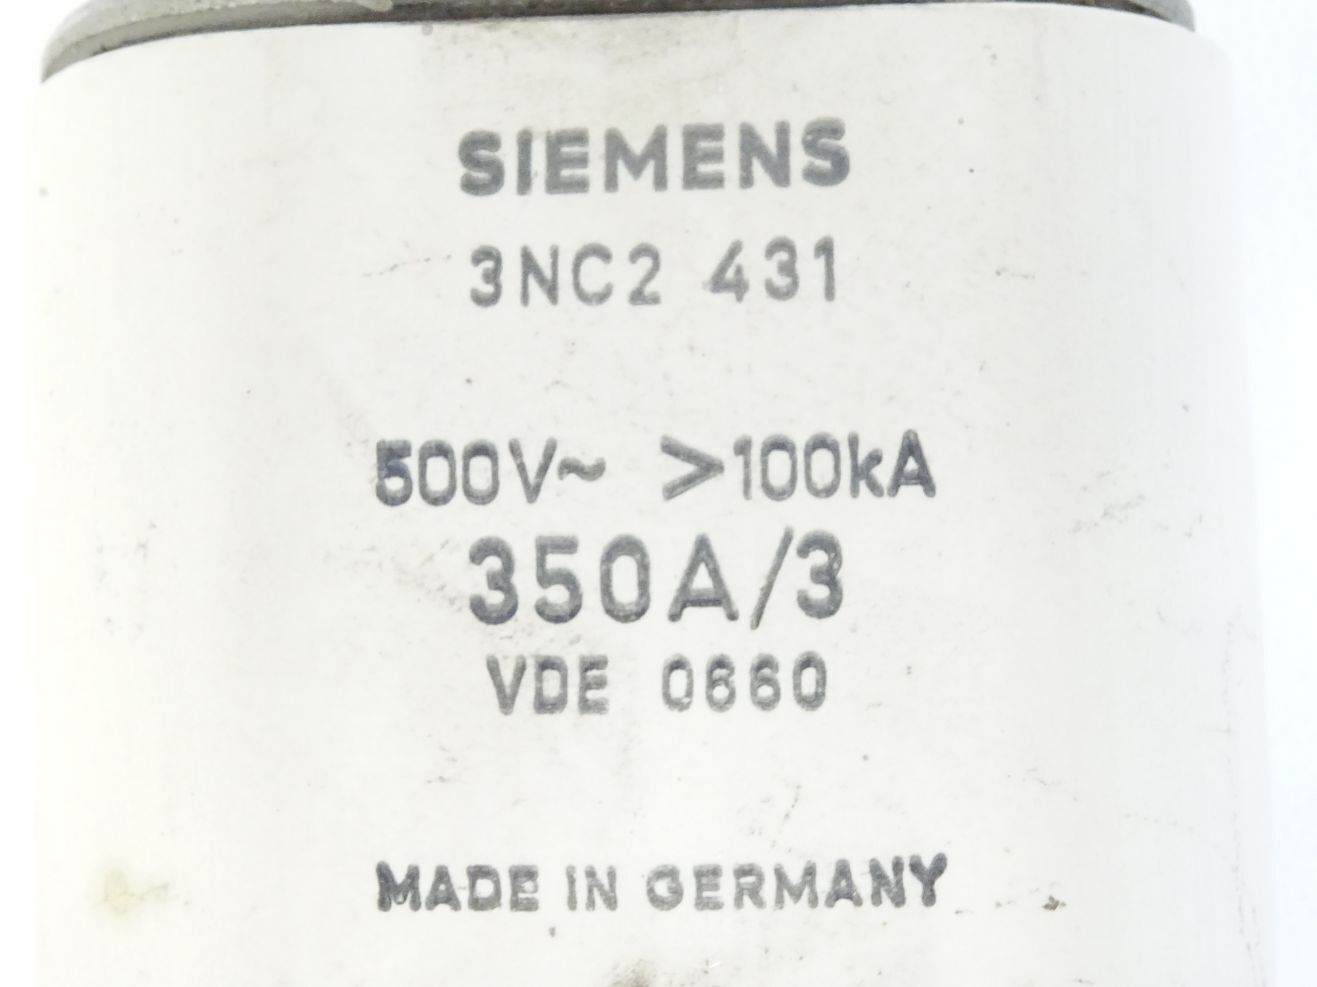 SIEMENS
3NC2 431
500V~ >100kA
350A/3
VDE 0660
MADE IN GERMANY